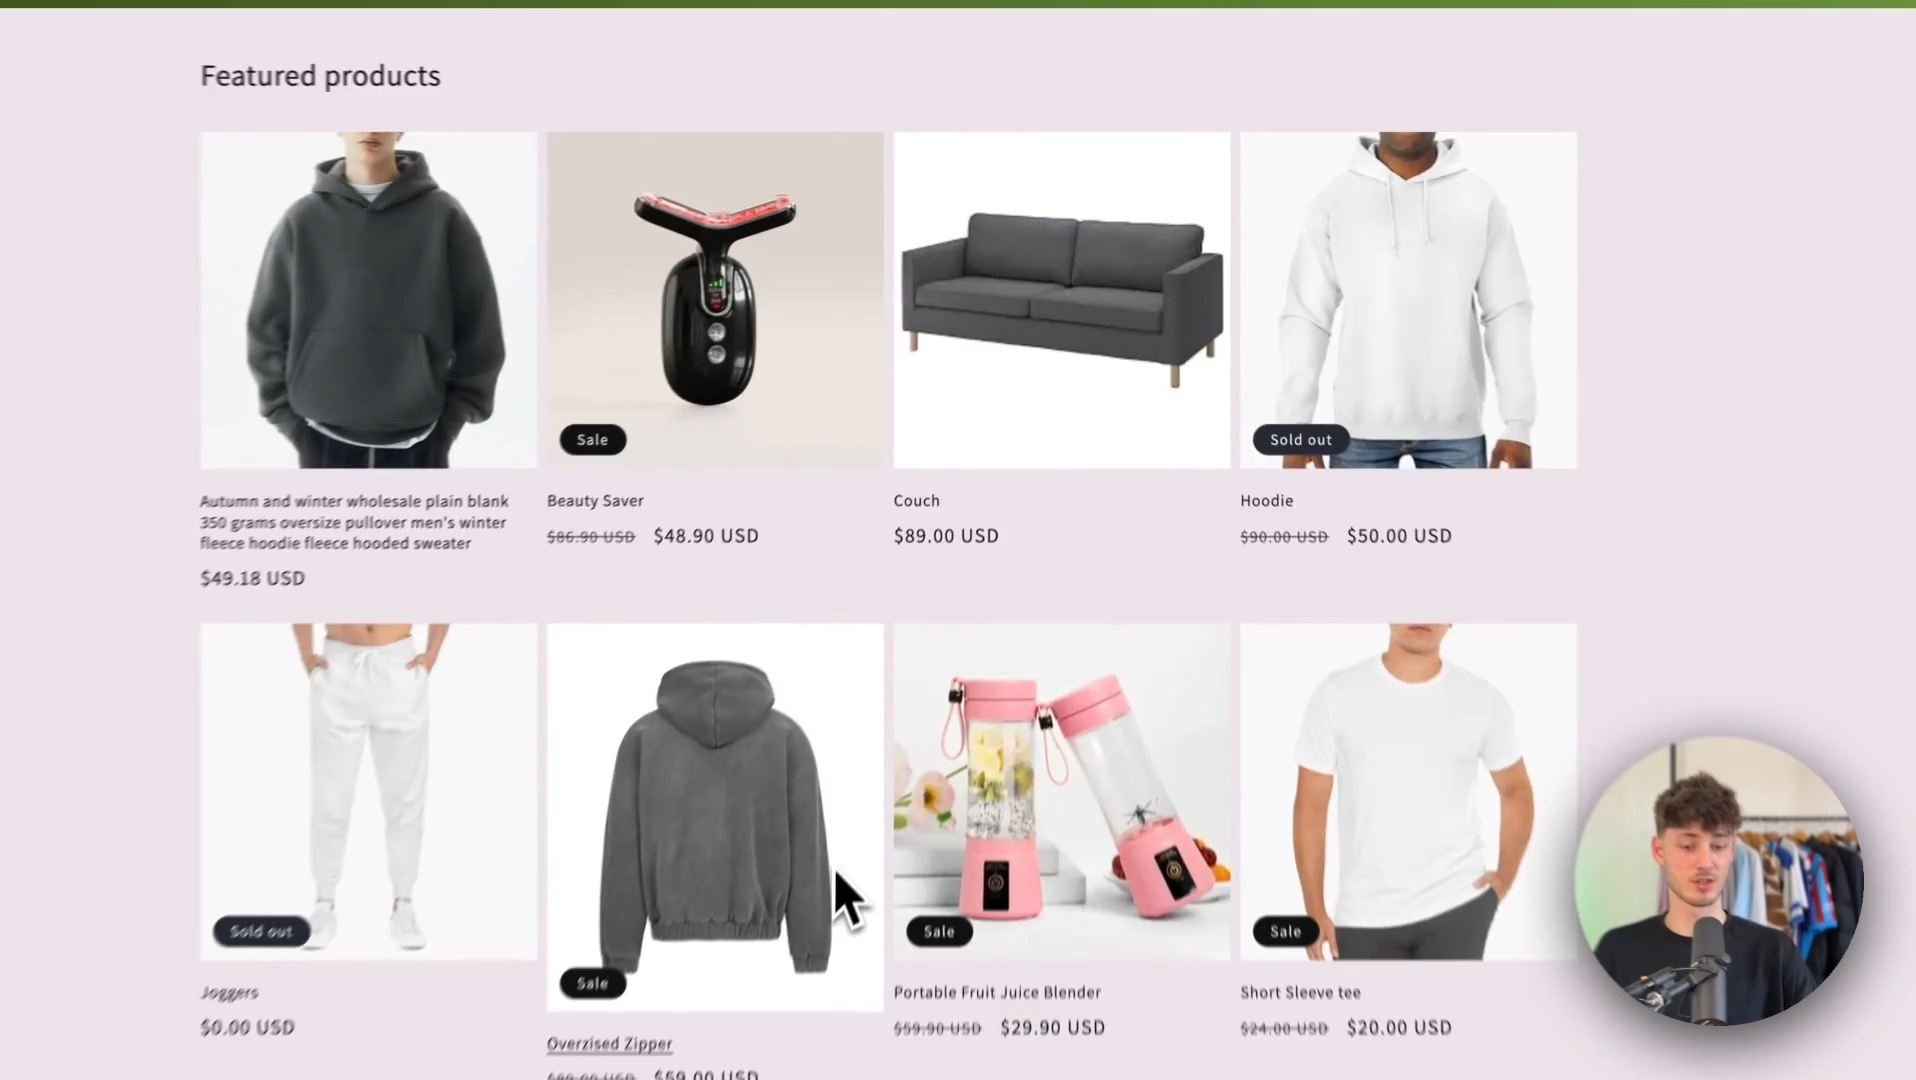 Featured products
Sale
Sold out
Autumn and winter wholesale plain blank
350 grams oversize pullover men's winter
fleece hoodie fleece hooded sweater
$49.18 USD
Beauty Saver
$86.90 USD $48.90 USD
Couch
$89.00 USD
Hoodie
$90.00 USD $50.00 USD
Sold out
Sale
Sale
Sale
Joggers
$0.00 USD
Overzised Zipper
$59.00 USD
Portable Fruit Juice Blender
$59.90 USD $29.90 USD
Short Sleeve tee
$24.00 USD $20.00 USD